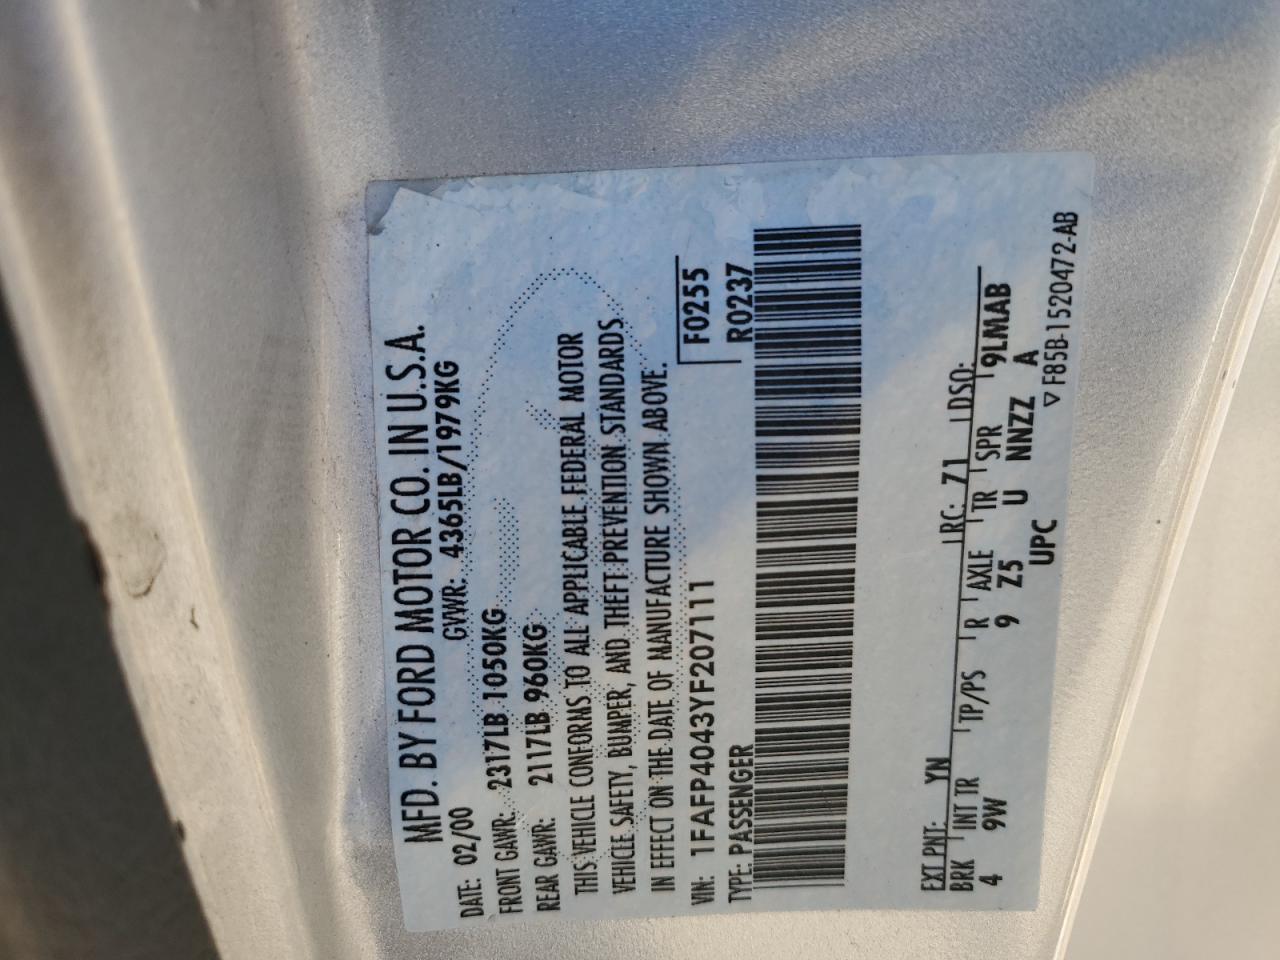 MFD. BY FORD MOTOR CO. IN U.S.A.
DATE: 02/00 GVWR: 4365LB/1979KG
FRONT GAWR: 2317LB 1050KG
REAR GAWR: 2117LB 960KG
THIS VEHICLE CONFORMS TO ALL APPLICABLE FEDERAL MOTOR
VEHICLE SAFETY, BUMPER, AND THEFT PREVENTION STANDARDS
IN EFFECT ON THE DATE OF MANUFACTURE SHOWN ABOVE.
VIN: 1FAFP4043YF207111 F0255
TYPE: PASSENGER R0237
EXT PNT: YN RC: Z1 DSO:
BRK INT TR TP/PS R AXLE TR SPR 9LMAB
4 9W 9 Z5 U NNZZ A
UPC ▽ F85B-1520472-AB